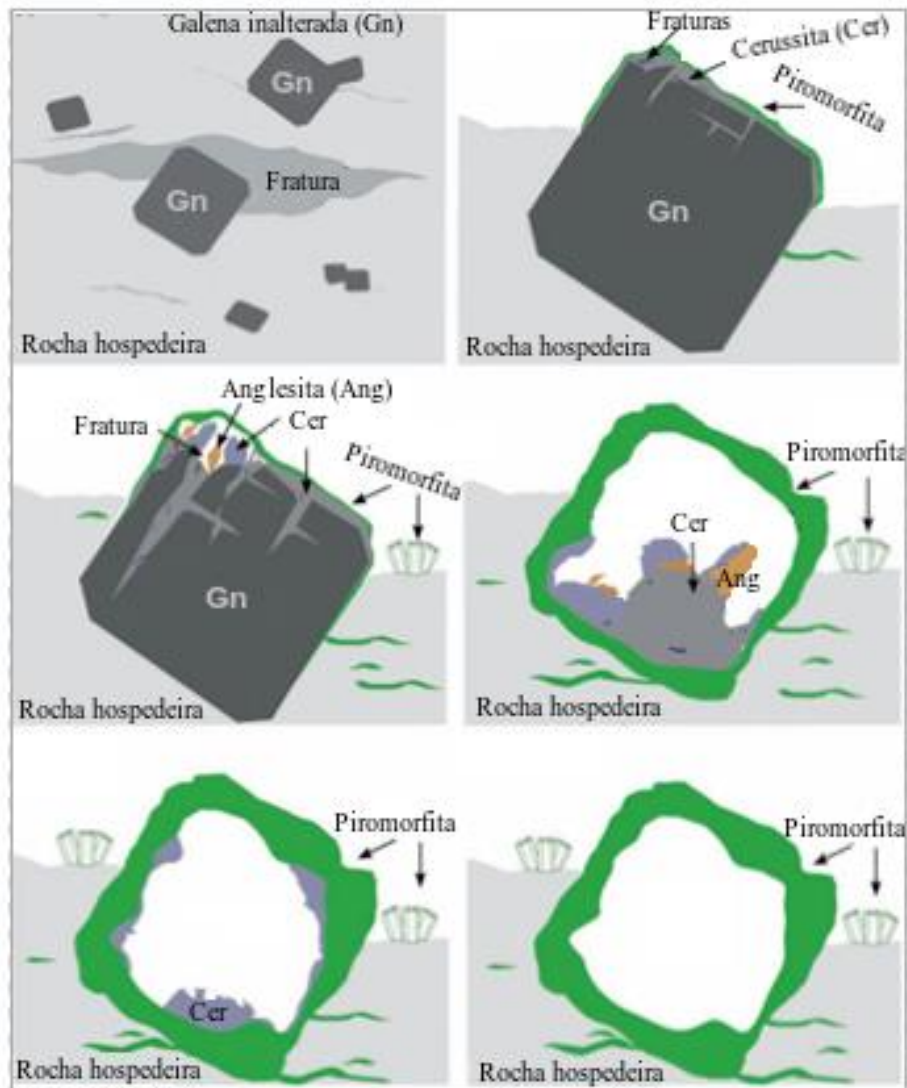 Galena inalterada (Gn)
Gn
Gn
Fratura
Rocha hospedeira
Fraturas
Cerussita (Cer)
Piromorfita
Gn
Rocha hospedeira
Anglesita (Ang)
Fratura
Cer
Piromorfita
Gn
Rocha hospedeira
Piromorfita
Cer
Ang
Rocha hospedeira
Piromorfita
Cer
Rocha hospedeira
Piromorfita
Rocha hospedeira